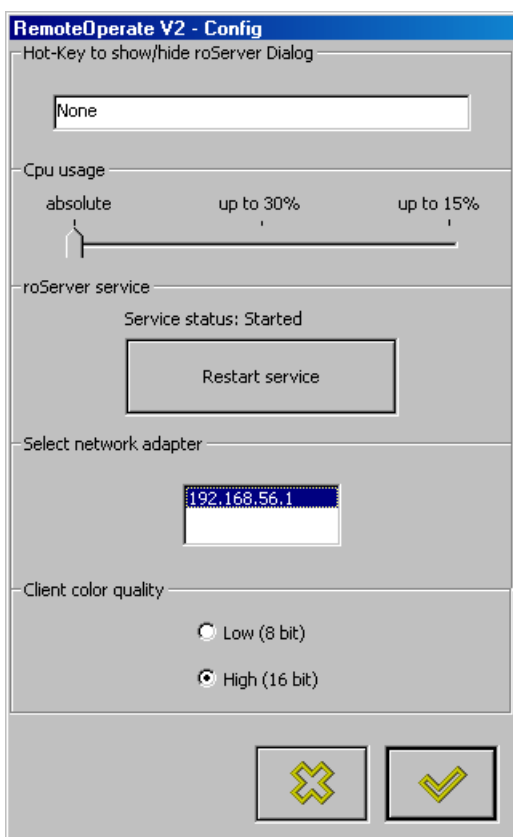 RemoteOperate V2 - Config
Hot-Key to show/hide roServer Dialog
None
Cpu usage
absolute up to 30% up to 15%
roServer service
Service status: Started
Restart service
Select network adapter
192.168.56.1
Client color quality
Low (8 bit)
High (16 bit)